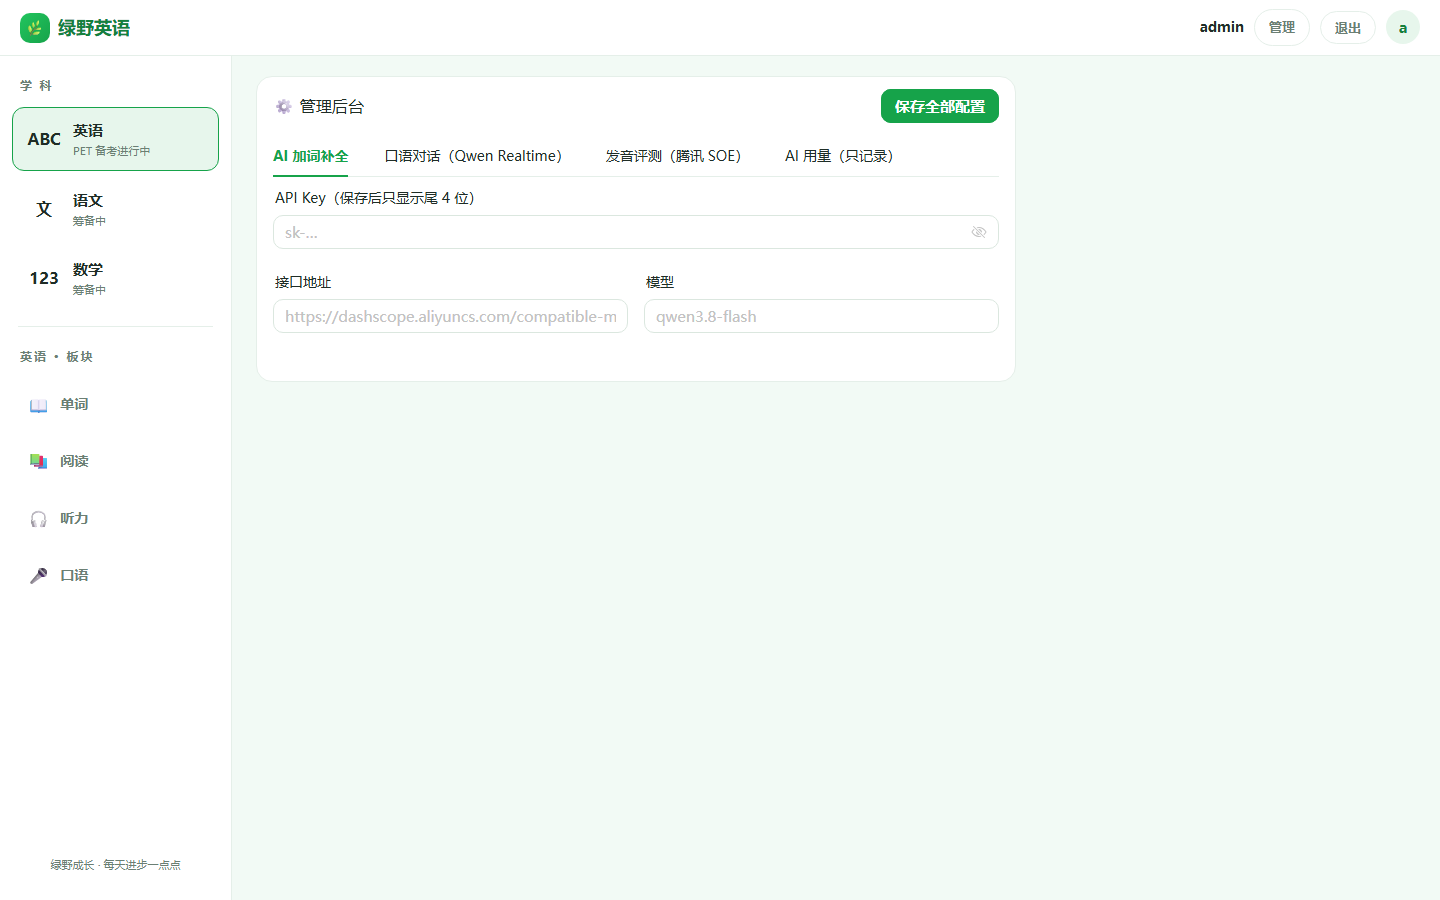 绿野英语
admin
管理
退出
a
学 科
ABC
英语
PET 备考进行中
文
语文
筹备中
123
数学
筹备中
英语 • 板块
单词
阅读
听力
口语
绿野成长 · 每天进步一点点
管理后台
保存全部配置
AI 加词补全
口语对话（Qwen Realtime）
发音评测（腾讯 SOE）
AI 用量（只记录）
API Key（保存后只显示尾 4 位）
sk-...
接口地址
模型
https://dashscope.aliyuncs.com/compatible-m
qwen3.8-flash